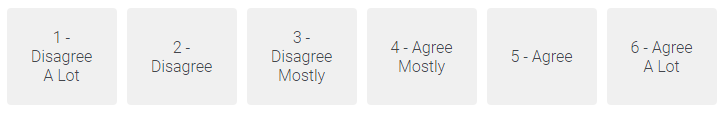 1 -
Disagree
A Lot
2 -
Disagree
3 -
Disagree
Mostly
4 - Agree
Mostly
5 - Agree
6 - Agree
A Lot